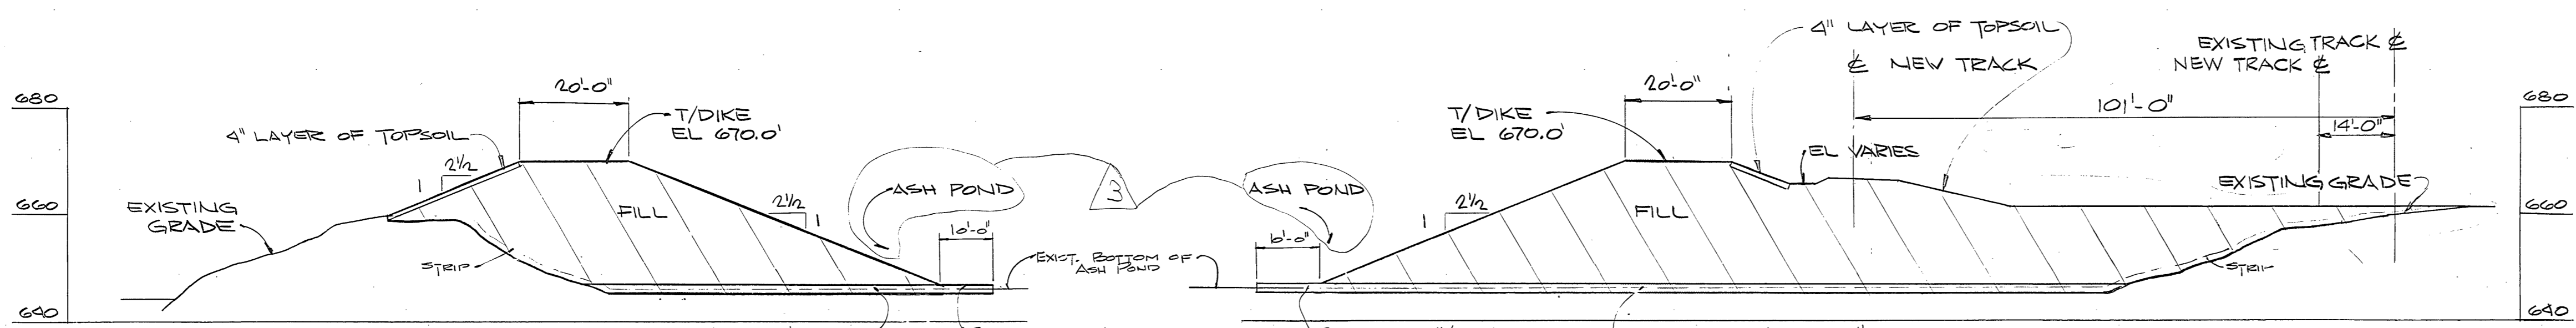 680
20'-0"
T/DIKE
EL 670.0'
4" LAYER OF TOPSOIL
2 1/2
1
660
EXISTING
GRADE
FILL
STRIP
2 1/2
1
ASH POND
10'-0"
EXIST. BOTTOM OF
ASH POND
640
3
ASH POND
10'-0"
T/DIKE
EL 670.0'
20'-0"
4" LAYER OF TOPSOIL
℄ NEW TRACK
EXISTING TRACK ℄
NEW TRACK ℄
101'-0"
14'-0"
EL VARIES
EXISTING GRADE
1
2 1/2
FILL
STRIP
680
660
640